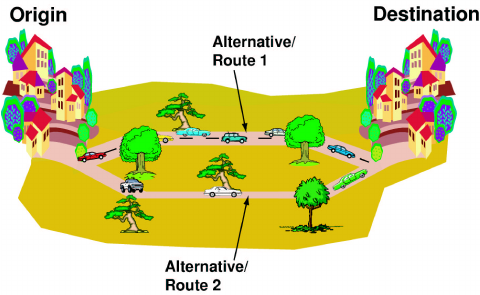 Origin
Destination
Alternative/
Route 1
Alternative/
Route 2